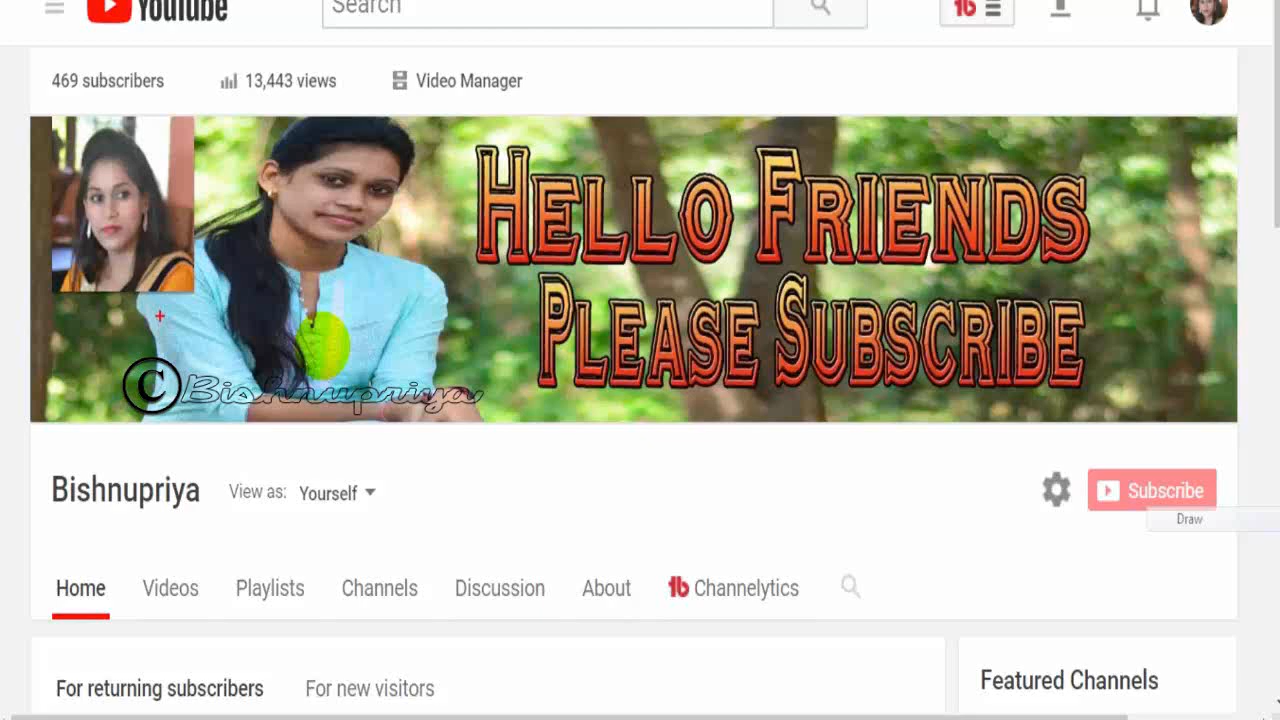 YouTube
Search
469 subscribers 13,443 views Video Manager
Hello Friends
Please Subscribe
©Bishnupriya
Bishnupriya View as: Yourself Subscribe
Draw
Home Videos Playlists Channels Discussion About tb Channelytics
For returning subscribers For new visitors Featured Channels